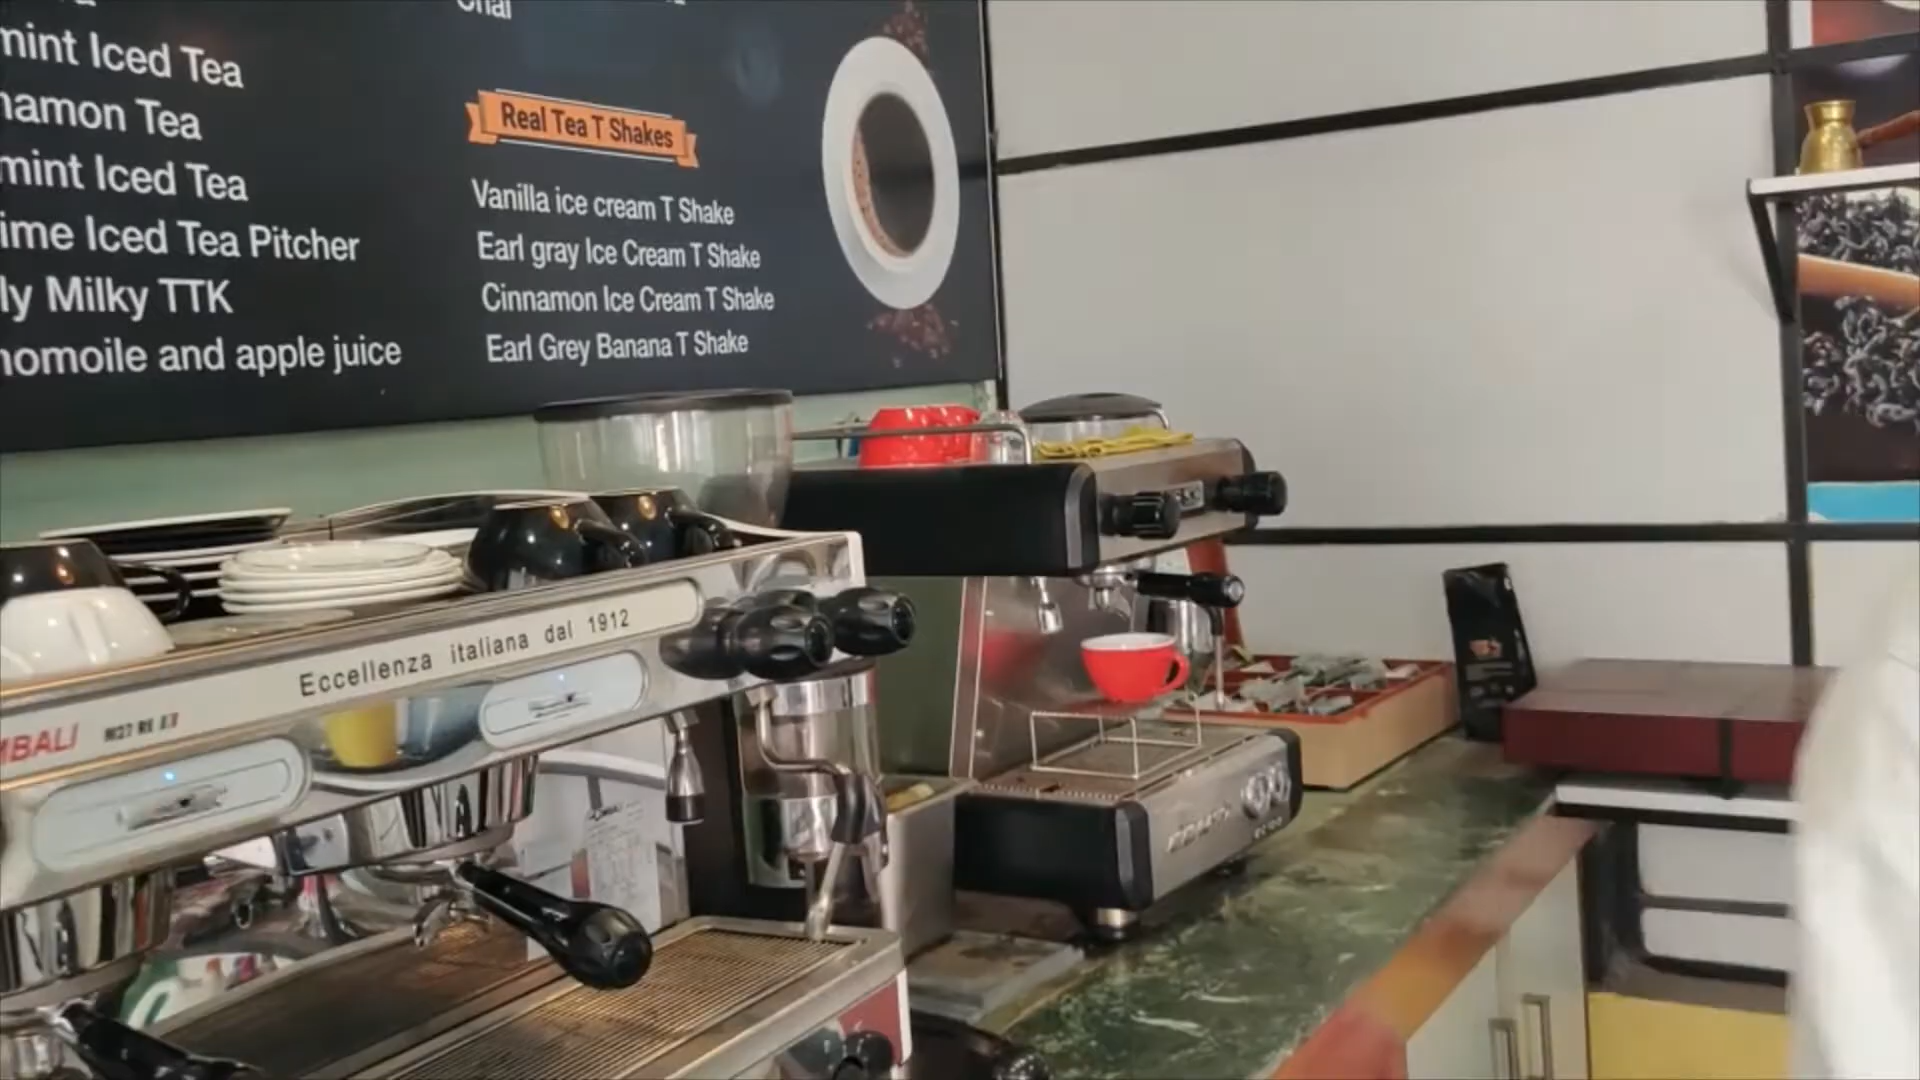 mint Iced Tea
namon Tea
mint Iced Tea
ime Iced Tea Pitcher
ly Milky TTK
homoile and apple juice
Chai
Real Tea T Shakes
Vanilla ice cream T Shake
Earl gray Ice Cream T Shake
Cinnamon Ice Cream T Shake
Earl Grey Banana T Shake
Eccellenza italiana dal 1912
MBALI